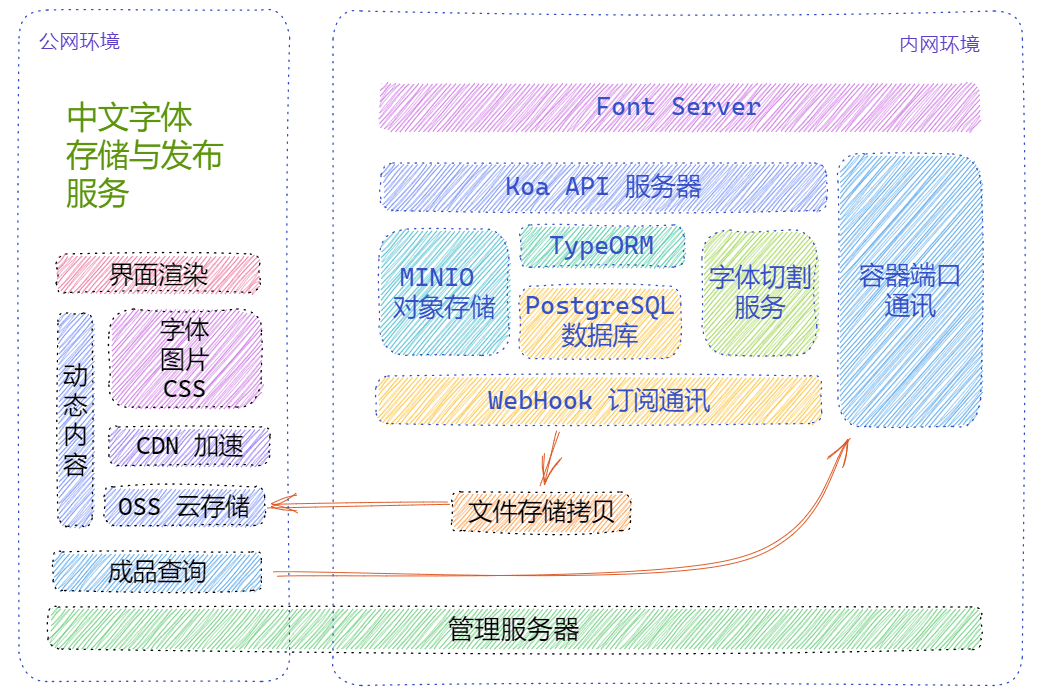 公网环境
中文字体
存储与发布
服务
界面渲染
动
态
内
容
字体
图片
CSS
CDN 加速
OSS 云存储
成品查询
内网环境
Font Server
Koa API 服务器
MINIO
对象存储
TypeORM
PostgreSQL
数据库
字体切割
服务
容器端口
通讯
WebHook 订阅通讯
文件存储拷贝
管理服务器